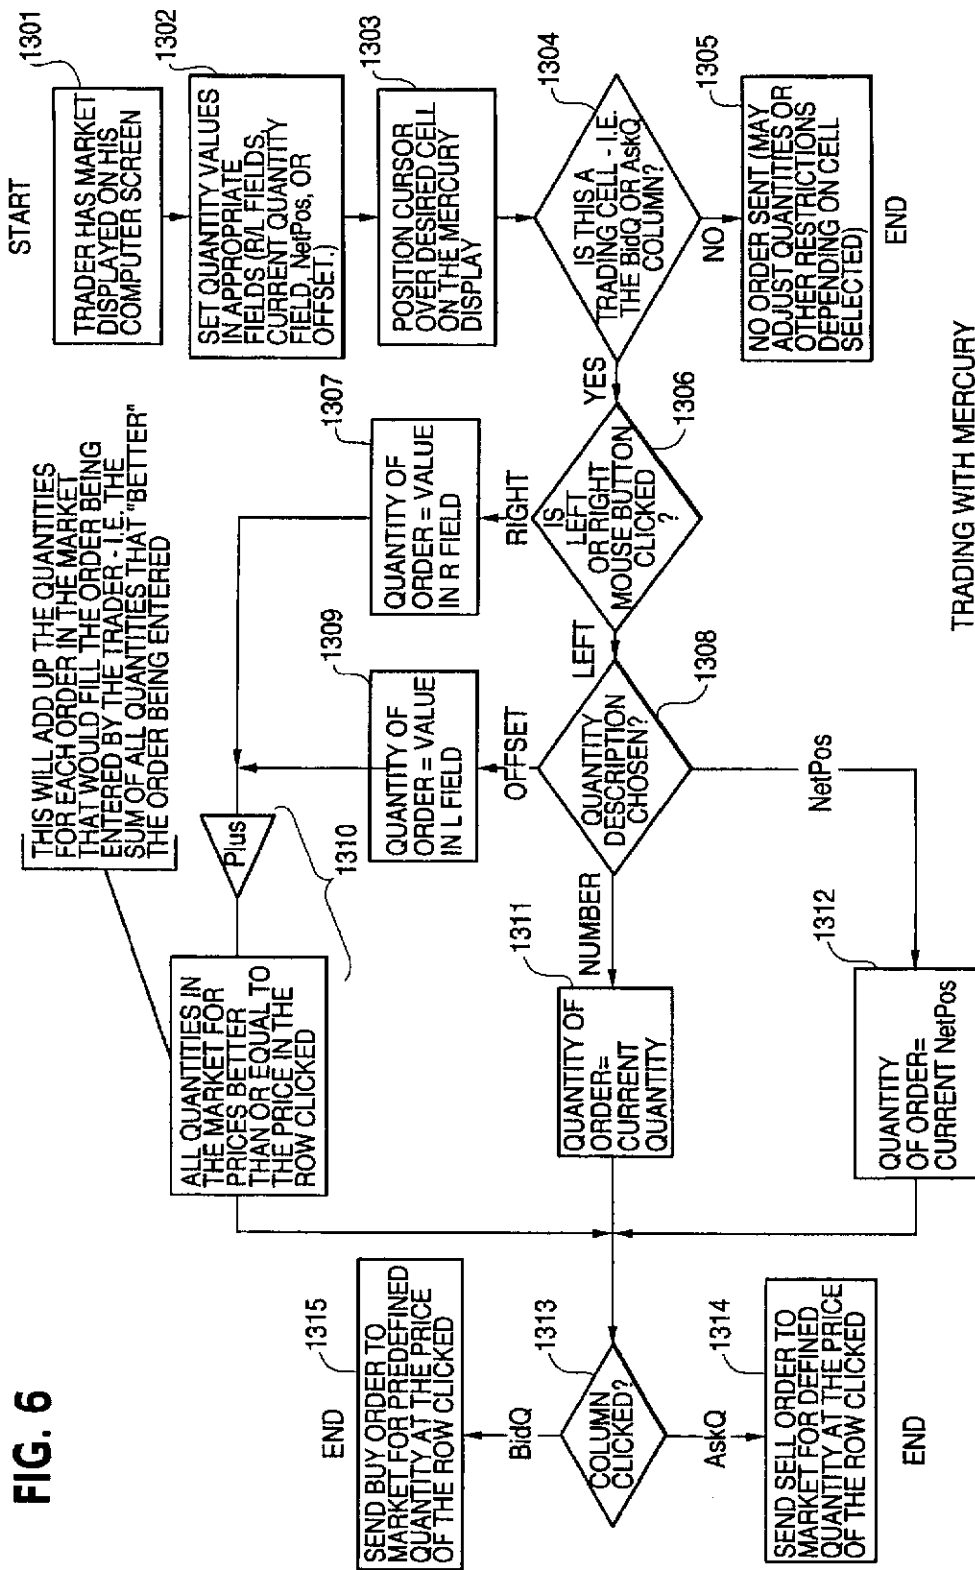 FIG. 6
START
1301
TRADER HAS MARKET
DISPLAYED ON HIS
COMPUTER SCREEN
1302
SET QUANTITY VALUES
IN APPROPRIATE
FIELDS (R/L FIELDS,
CURRENT QUANTITY
FIELD, NetPos, OR
OFFSET.)
1303
POSITION CURSOR
OVER DESIRED CELL
ON THE MERCURY
DISPLAY
1304
IS THIS A
TRADING CELL - I.E.
THE BidQ OR AskQ
COLUMN?
NO
1305
NO ORDER SENT (MAY
ADJUST QUANTITIES OR
OTHER RESTRICTIONS
DEPENDING ON CELL
SELECTED)
END
YES
1306
IS
LEFT
OR RIGHT
MOUSE BUTTON
CLICKED
?
RIGHT
1307
QUANTITY OF
ORDER = VALUE
IN R FIELD
LEFT
1308
QUANTITY
DESCRIPTION
CHOSEN?
OFFSET
1309
QUANTITY OF
ORDER = VALUE
IN L FIELD
Plus
1310
ALL QUANTITIES IN
THE MARKET FOR
PRICES BETTER
THAN OR EQUAL TO
THE PRICE IN THE
ROW CLICKED
THIS WILL ADD UP THE QUANTITIES
FOR EACH ORDER IN THE MARKET
THAT WOULD FILL THE ORDER BEING
ENTERED BY THE TRADER - I.E. THE
SUM OF ALL QUANTITIES THAT "BETTER"
THE ORDER BEING ENTERED
NUMBER
1311
QUANTITY OF
ORDER=
CURRENT
QUANTITY
NetPos
1312
QUANTITY
OF ORDER=
CURRENT NetPos
1313
COLUMN
CLICKED?
AskQ
1314
SEND SELL ORDER TO
MARKET FOR DEFINED
QUANTITY AT THE PRICE
OF THE ROW CLICKED
END
BidQ
1315
SEND BUY ORDER TO
MARKET FOR PREDEFINED
QUANTITY AT THE PRICE
OF THE ROW CLICKED
END
TRADING WITH MERCURY